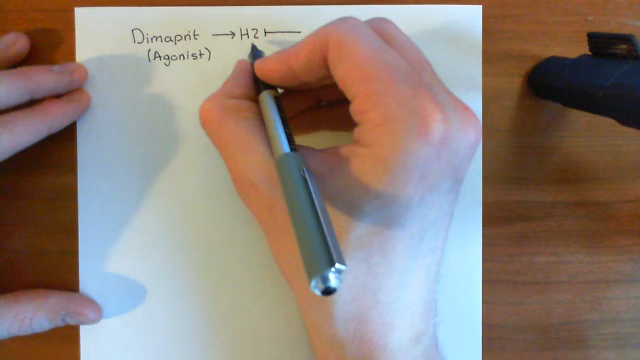 Dimaprit → H2 ⊢
(Agonist)